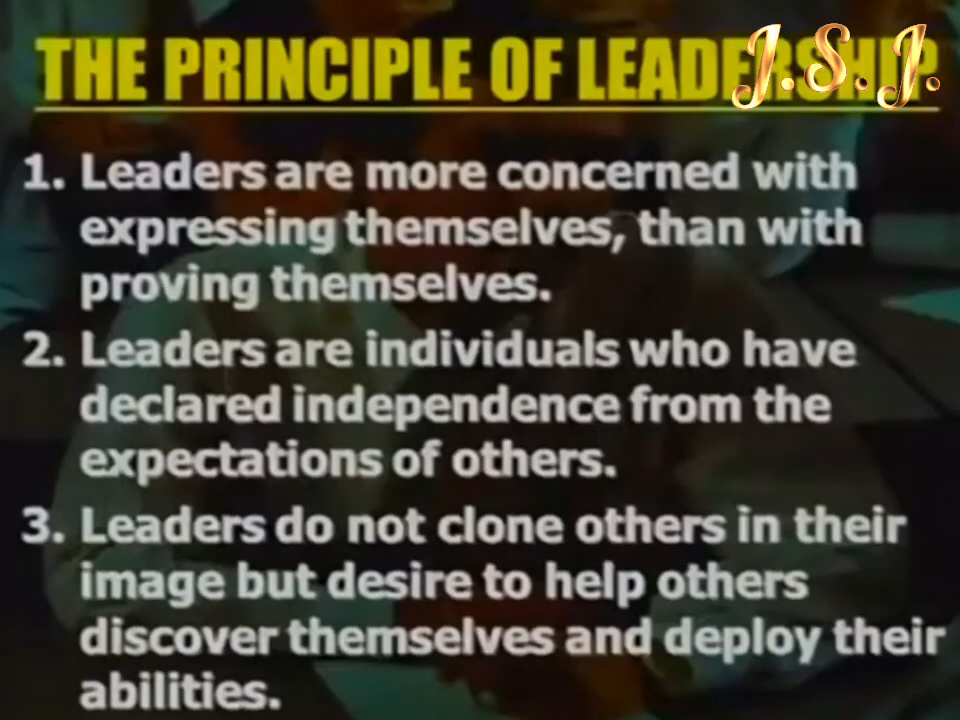 THE PRINCIPLE OF LEADERSHIP
J.S.J.
1. Leaders are more concerned with
expressing themselves, than with
proving themselves.
2. Leaders are individuals who have
declared independence from the
expectations of others.
3. Leaders do not clone others in their
image but desire to help others
discover themselves and deploy their
abilities.